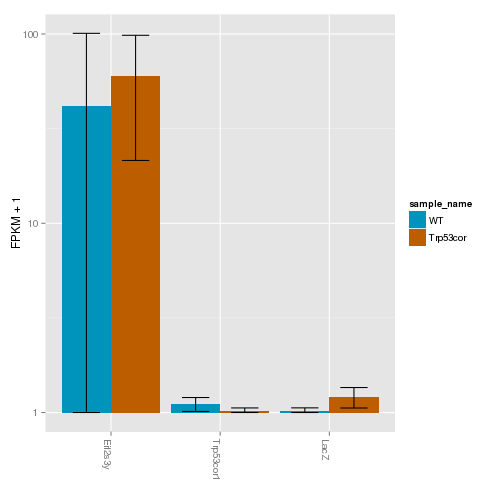 100
10
1
FPKM + 1
Eif2s3y
Trp53cor1
LacZ
sample_name
WT
Trp53cor